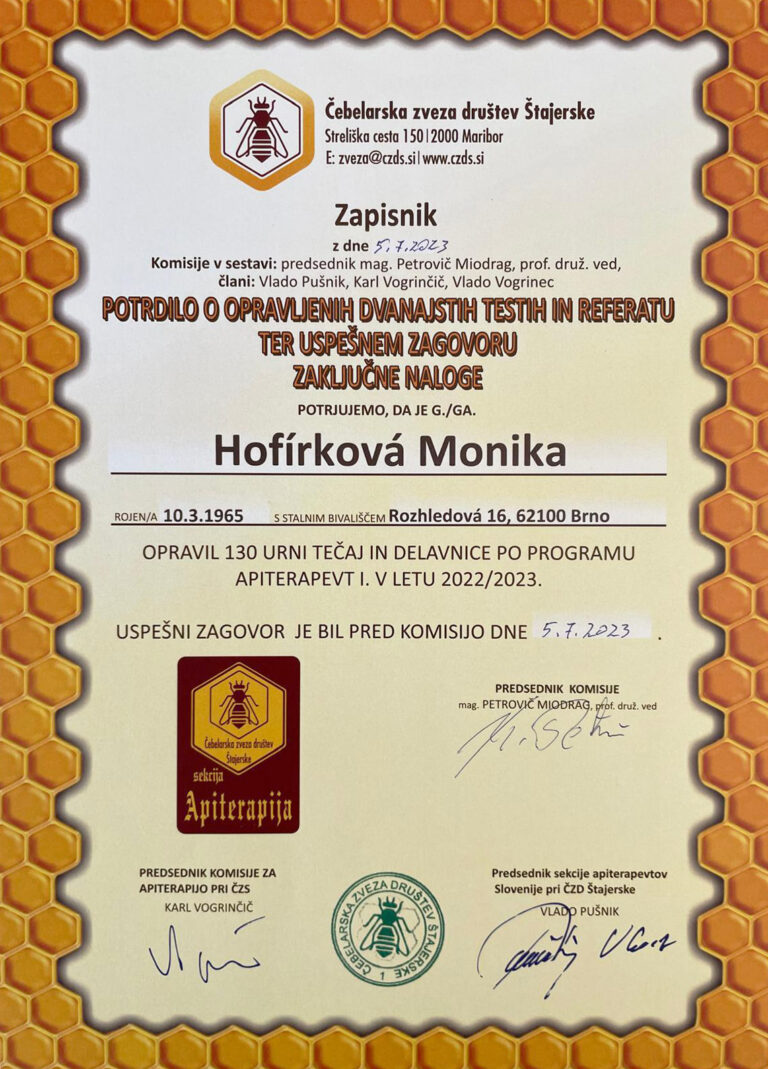 Čebelarska zveza društev Štajerske
Streliška cesta 150 | 2000 Maribor
E: zveza@czds.si | www.czds.si
Zapisnik
z dne 5.7.2023
Komisije v sestavi: predsednik mag. Petrovič Miodrag, prof. druž. ved,
člani: Vlado Pušnik, Karl Vogrinčič, Vlado Vogrinec
POTRDILO O OPRAVLJENIH DVANAJSTIH TESTIH IN REFERATU
TER USPEŠNEM ZAGOVORU
ZAKLJUČNE NALOGE
POTRJUJEMO, DA JE G./GA.
Hofírková Monika
ROJEN/A 10.3.1965 S STALNIM BIVALIŠČEM Rozhledová 16, 62100 Brno
OPRAVIL 130 URNI TEČAJ IN DELAVNICE PO PROGRAMU
APITERAPEVT I. V LETU 2022/2023.
USPEŠNI ZAGOVOR JE BIL PRED KOMISIJO DNE 5.7.2023 .
PREDSEDNIK KOMISIJE
mag. PETROVIČ MIODRAG, prof. druž. ved
Čebelarska zveza društev
Štajerske
sekcija
Apiterapija
PREDSEDNIK KOMISIJE ZA
APITERAPIJO PRI ČZS
KARL VOGRINČIČ
ČEBELARSKA ZVEZA DRUŠTEV ŠTAJERSKE
1
Predsednik sekcije apiterapevtov
Slovenije pri ČZD Štajerske
VLADO PUŠNIK